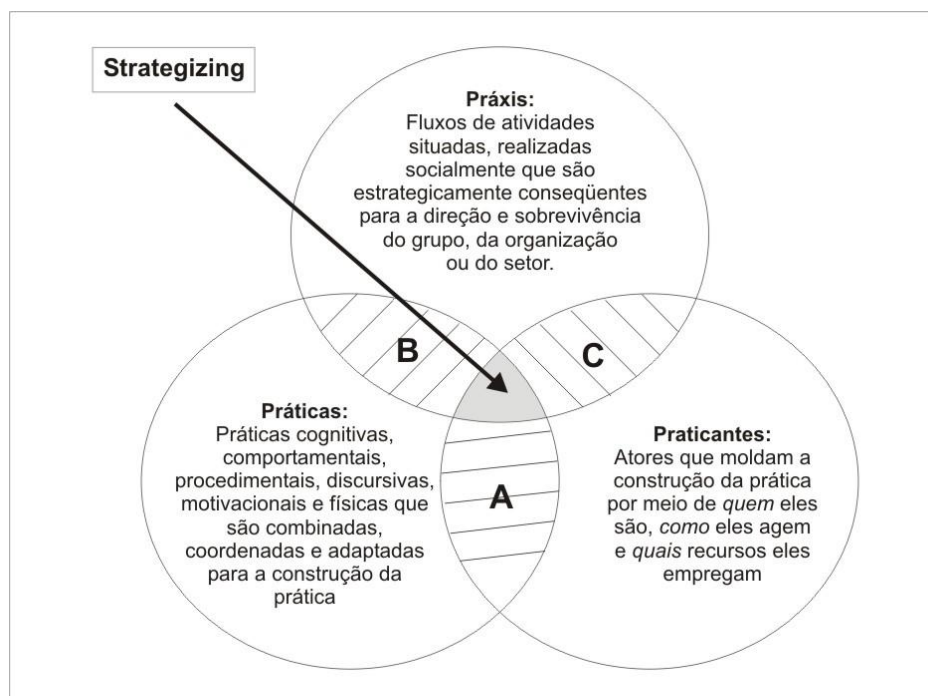 Strategizing
Práxis:
Fluxos de atividades
situadas, realizadas
socialmente que são
estrategicamente conseqüentes
para a direção e sobrevivência
do grupo, da organização
ou do setor.
B
C
Práticas:
Práticas cognitivas,
comportamentais,
procedimentais, discursivas,
motivacionais e físicas que
são combinadas,
coordenadas e adaptadas
para a construção da
prática
A
Praticantes:
Atores que moldam a
construção da prática
por meio de quem eles
são, como eles agem
e quais recursos eles
empregam